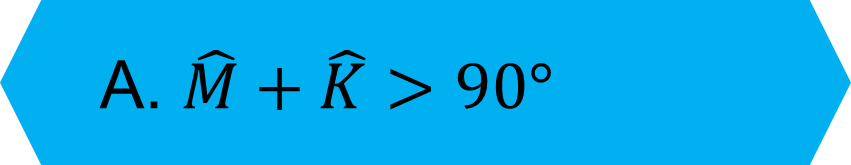 A. M̂ + K̂ > 90°